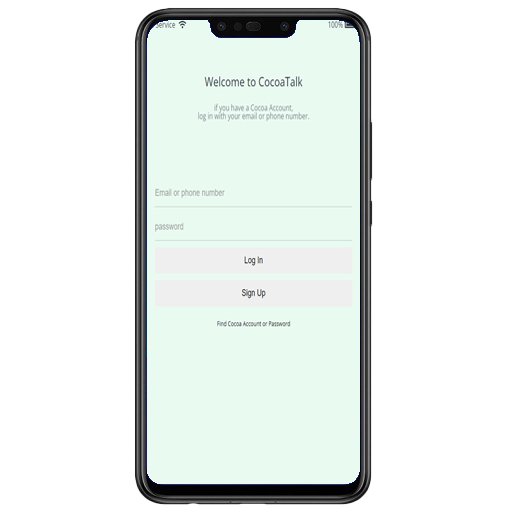 Service
100%
Welcome to CocoaTalk
if you have a Cocoa Account,
log in with your email or phone number.
Email or phone number
password
Log In
Sign Up
Find Cocoa Account or Password